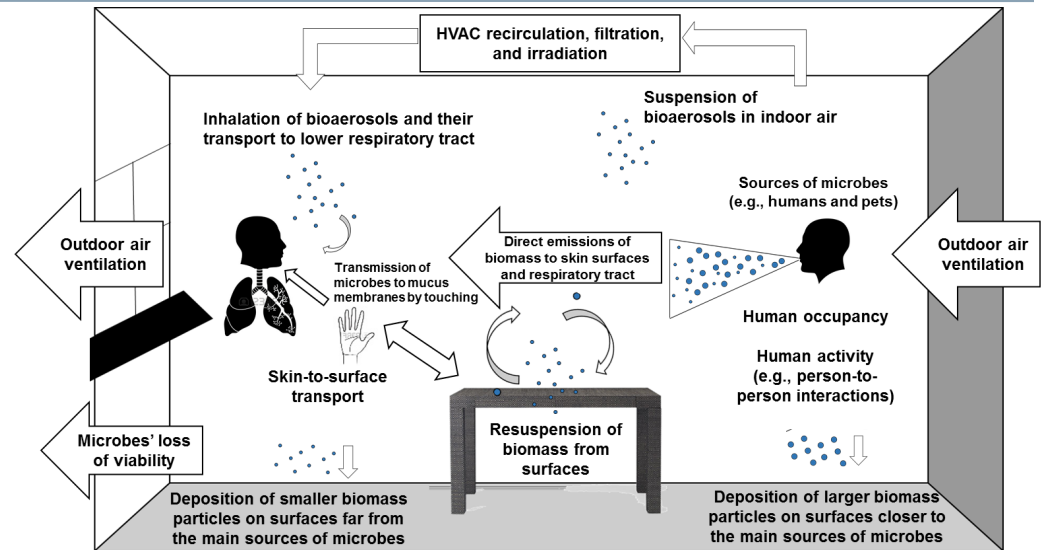 HVAC recirculation, filtration,
and irradiation
Inhalation of bioaerosols and their
transport to lower respiratory tract
Suspension of
bioaerosols in indoor air
Sources of microbes
(e.g., humans and pets)
Outdoor air
ventilation
Direct emissions of
biomass to skin surfaces
and respiratory tract
Outdoor air
ventilation
Transmission of
microbes to mucus
membranes by touching
Human occupancy
Skin-to-surface
transport
Human activity
(e.g., person-to-
person interactions)
Microbes’ loss
of viability
Resuspension of
biomass from
surfaces
Deposition of smaller biomass
particles on surfaces far from
the main sources of microbes
Deposition of larger biomass
particles on surfaces closer to
the main sources of microbes